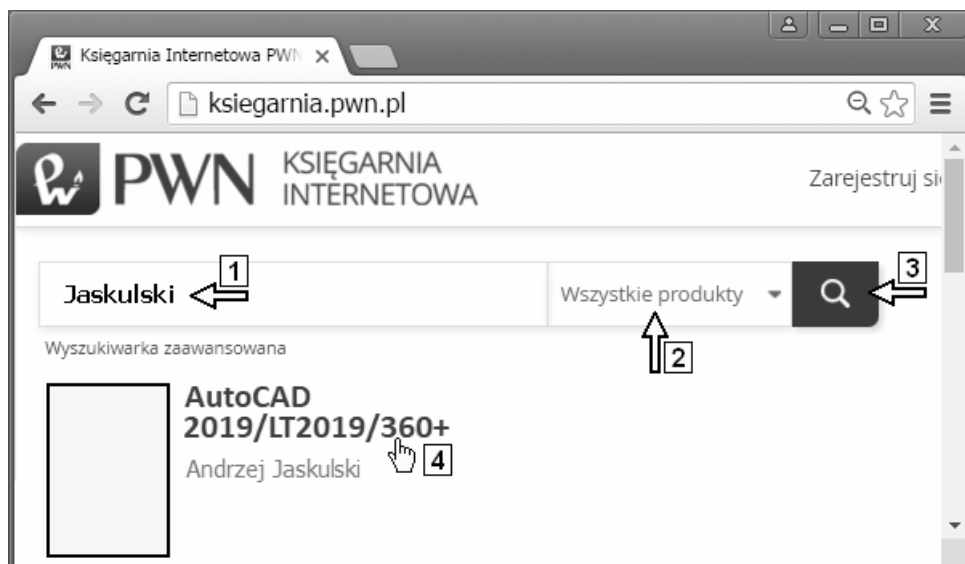 Księgarnia Internetowa PWN
ksiegarnia.pwn.pl
PWN KSIĘGARNIA
INTERNETOWA
Zarejestruj się
1
3
Jaskulski
Wszystkie produkty
2
Wyszukiwarka zaawansowana
AutoCAD
2019/LT2019/360+
4
Andrzej Jaskulski